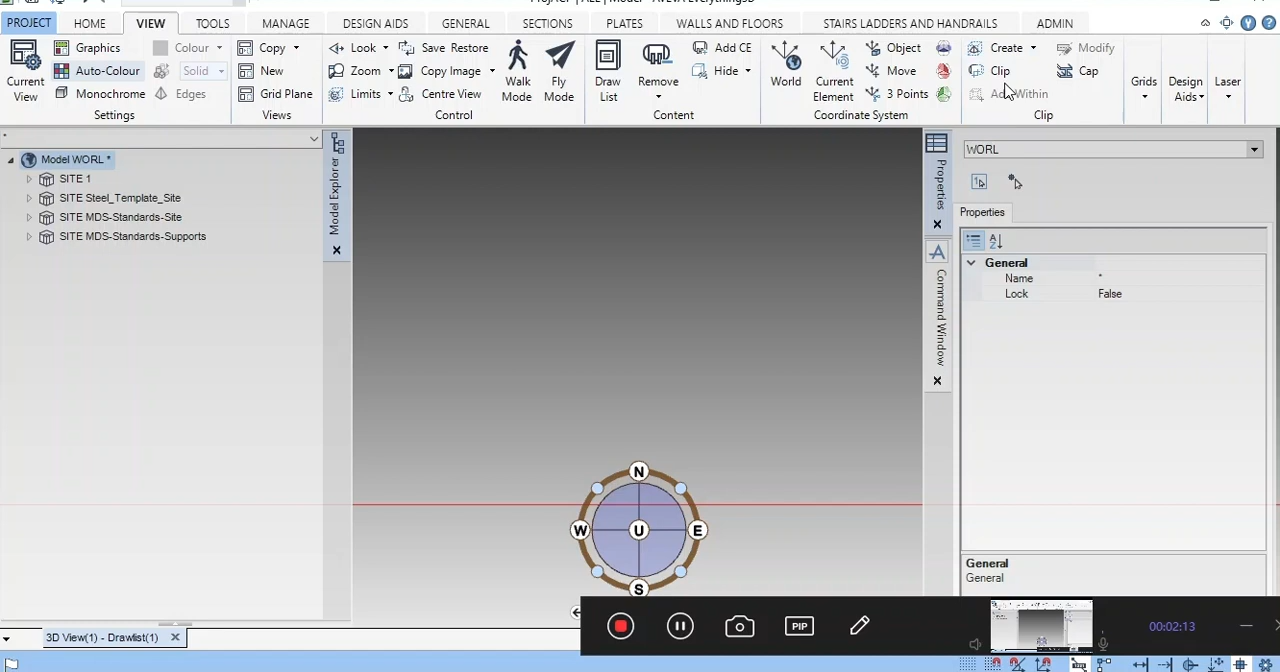 PROJECT HOME VIEW TOOLS MANAGE DESIGN AIDS GENERAL SECTIONS PLATES WALLS AND FLOORS STAIRS LADDERS AND HANDRAILS ADMIN
Current View
Graphics
Auto-Colour
Monochrome
Colour
Solid
Edges
Settings
Copy
New
Grid Plane
Views
Look
Zoom
Limits
Save Restore
Copy Image
Centre View
Walk Mode
Fly Mode
Control
Draw List
Remove
Add CE
Hide
Content
World
Current Element
Object
Move
3 Points
Coordinate System
Create
Clip
Add Within
Modify
Cap
Clip
Grids
Design Aids
Laser
*
Model WORL *
SITE 1
SITE Steel_Template_Site
SITE MDS-Standards-Site
SITE MDS-Standards-Supports
Model Explorer
N
W U E
S
Properties
Command Window
WORL
Properties
General
Name *
Lock False
General
General
3D View(1) - Drawlist(1)
PIP
00:02:13